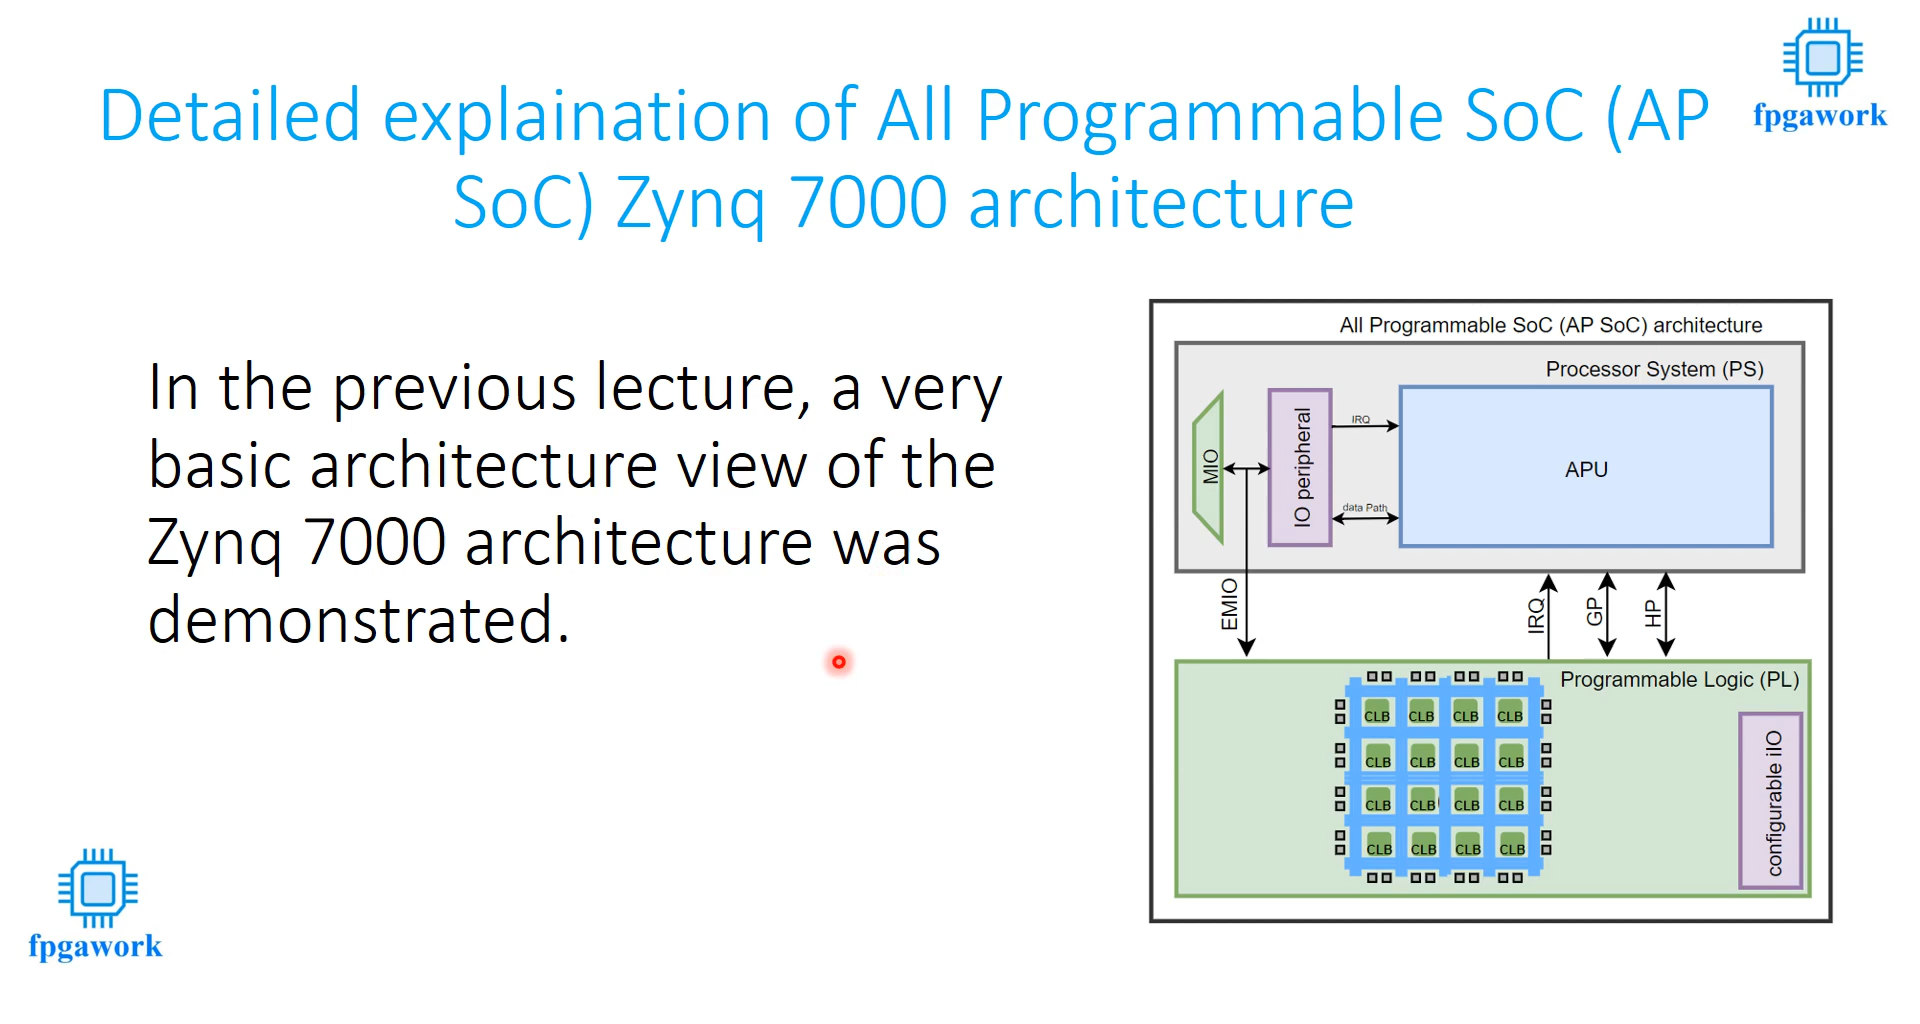 fpgawork
Detailed explaination of All Programmable SoC (AP
SoC) Zynq 7000 architecture
In the previous lecture, a very
basic architecture view of the
Zynq 7000 architecture was
demonstrated.
All Programmable SoC (AP SoC) architecture
Processor System (PS)
MIO
IO peripheral
IRQ
data Path
APU
EMIO
IRQ
GP
HP
Programmable Logic (PL)
CLB CLB CLB CLB
CLB CLB CLB CLB
CLB CLB CLB CLB
CLB CLB CLB CLB
configurable iIO
fpgawork